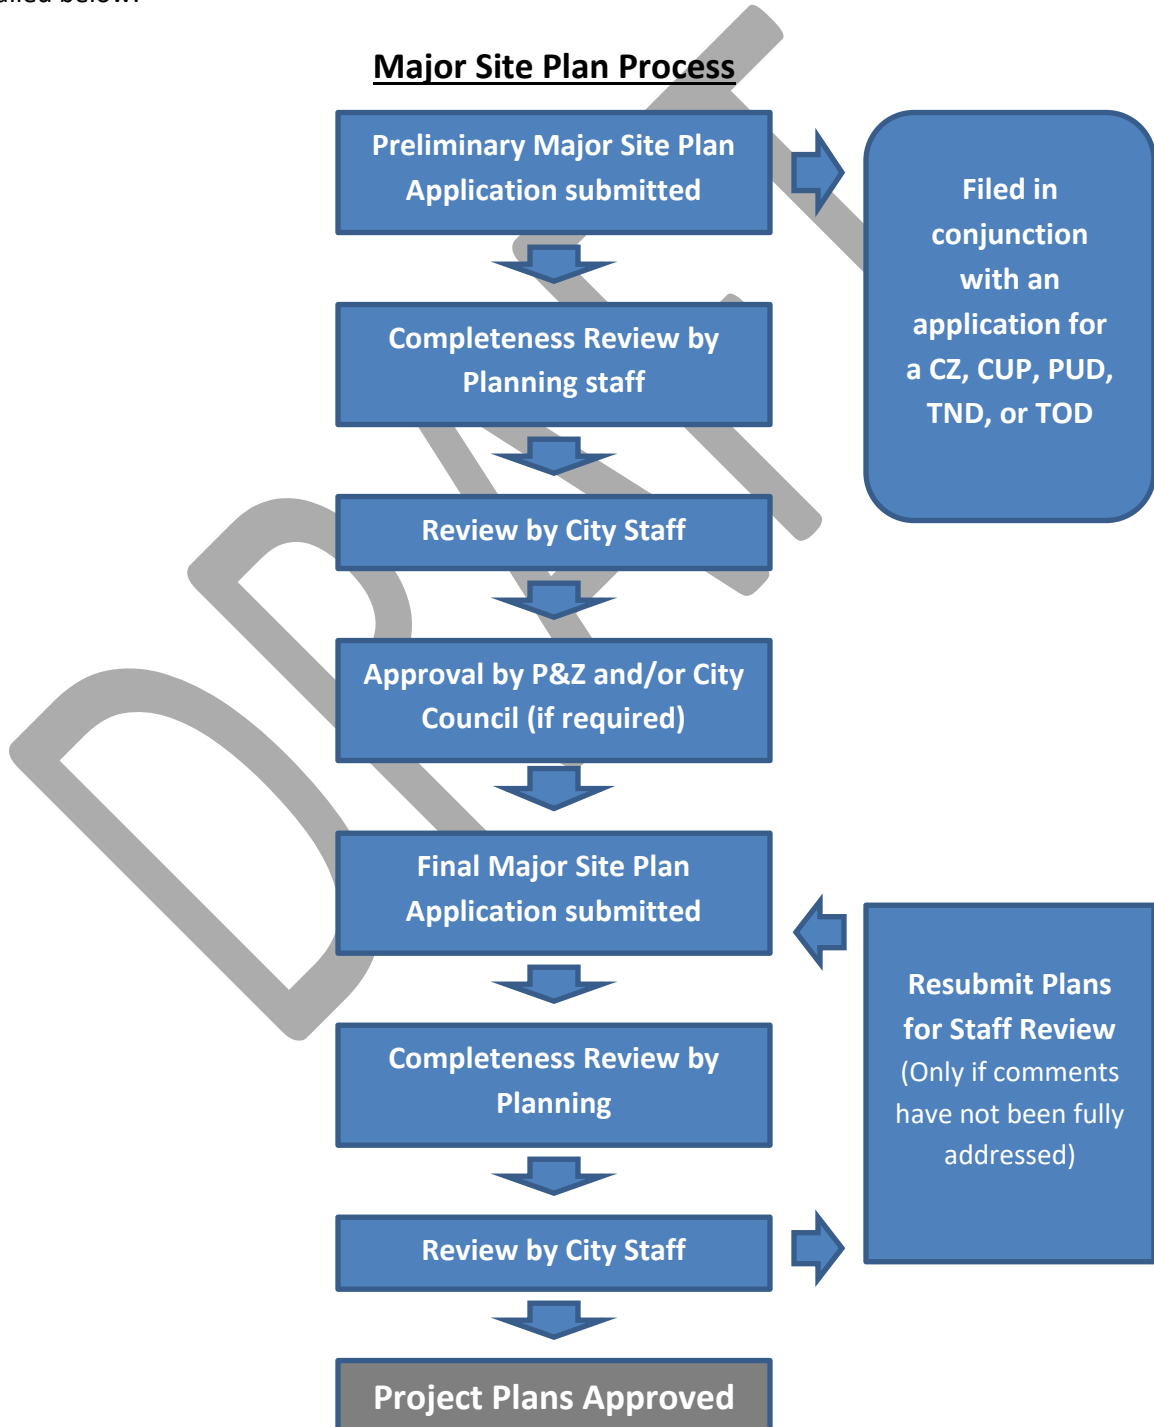 ailed below.
Major Site Plan Process
Preliminary Major Site Plan
Application submitted
Filed in
conjunction
with an
application for
a CZ, CUP, PUD,
TND, or TOD
Completeness Review by
Planning staff
Review by City Staff
Approval by P&Z and/or City
Council (if required)
Final Major Site Plan
Application submitted
Resubmit Plans
for Staff Review
(Only if comments
have not been fully
addressed)
Completeness Review by
Planning
Review by City Staff
Project Plans Approved
DRAFT